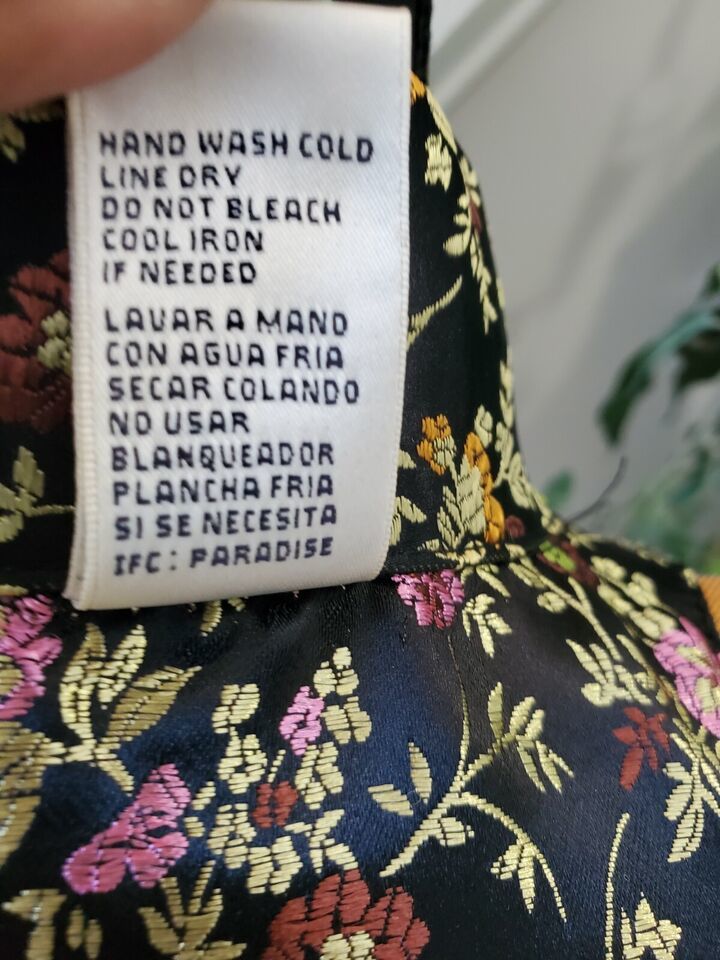 HAND WASH COLD
LINE DRY
DO NOT BLEACH
COOL IRON
IF NEEDED
LAVAR A MANO
CON AGUA FRIA
SECAR COLANDO
NO USAR
BLANQUEADOR
PLANCHA FRIA
SI SE NECESITA
IFC: PARADISE